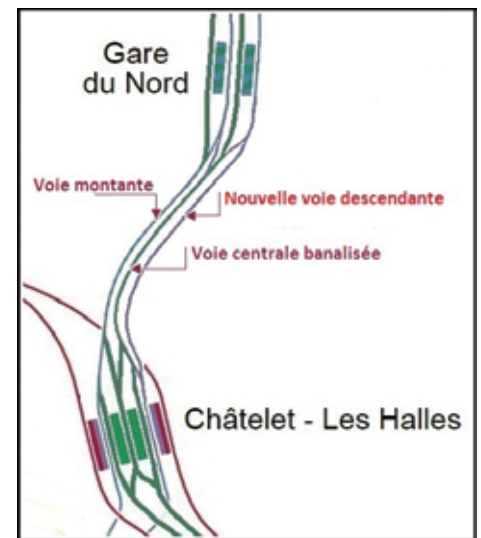 Gare
du Nord
Voie montante
Nouvelle voie descendante
Voie centrale banalisée
Châtelet - Les Halles